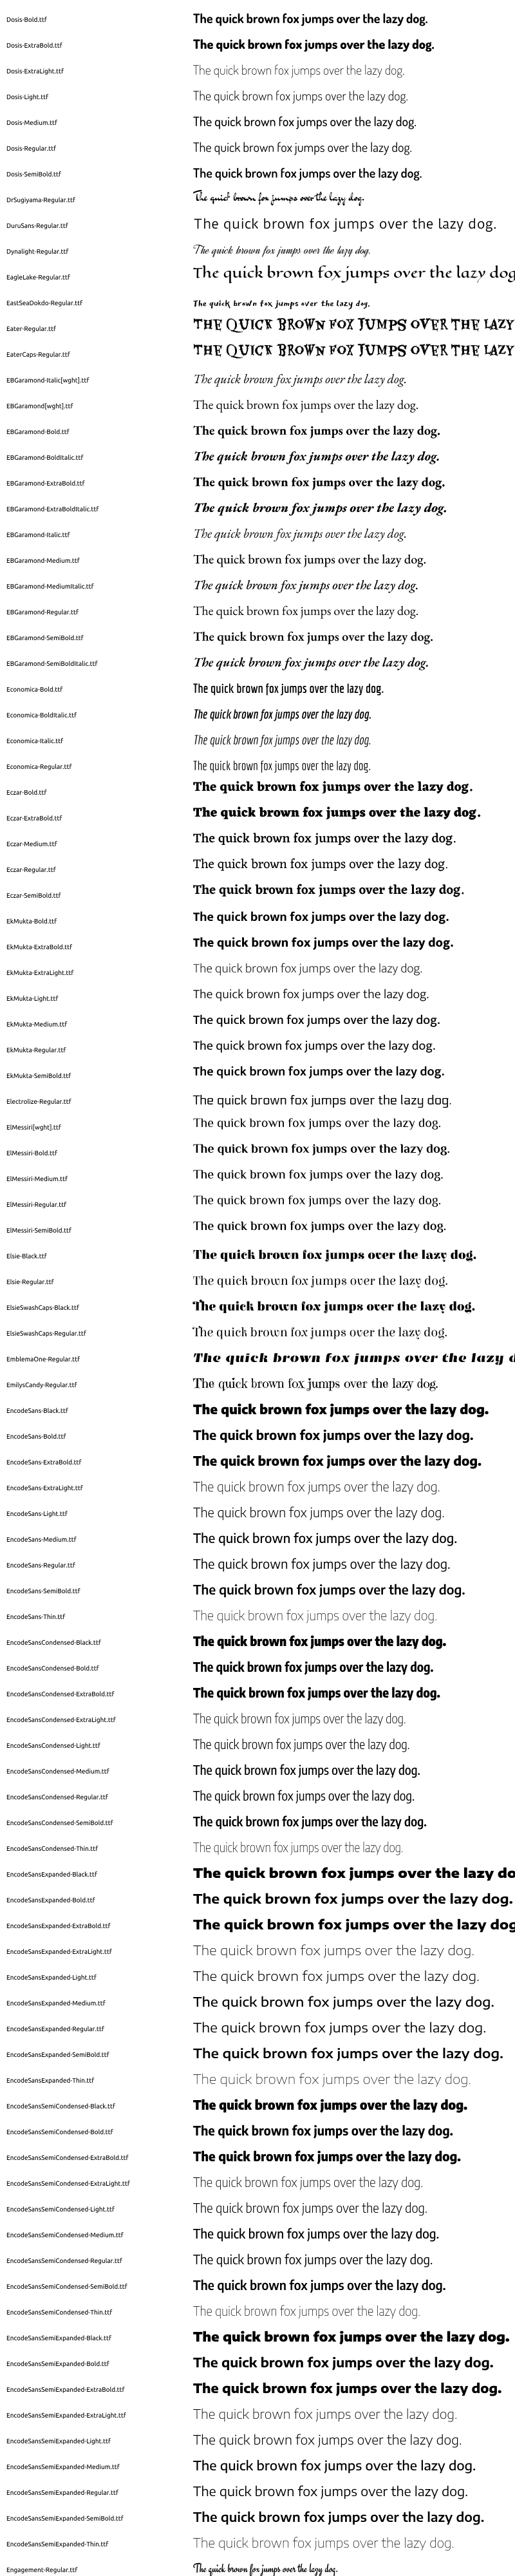 Dosis-Bold.ttf The quick brown fox jumps over the lazy dog.
Dosis-ExtraBold.ttf The quick brown fox jumps over the lazy dog.
Dosis-ExtraLight.ttf The quick brown fox jumps over the lazy dog.
Dosis-Light.ttf The quick brown fox jumps over the lazy dog.
Dosis-Medium.ttf The quick brown fox jumps over the lazy dog.
Dosis-Regular.ttf The quick brown fox jumps over the lazy dog.
Dosis-SemiBold.ttf The quick brown fox jumps over the lazy dog.
DrSugiyama-Regular.ttf The quick brown fox jumps over the lazy dog.
DuruSans-Regular.ttf The quick brown fox jumps over the lazy dog.
Dynalight-Regular.ttf The quick brown fox jumps over the lazy dog.
EagleLake-Regular.ttf The quick brown fox jumps over the lazy dog
EastSeaDokdo-Regular.ttf The quick brown fox jumps over the lazy dog.
Eater-Regular.ttf THE QUICK BROWN FOX JUMPS OVER THE LAZY
EaterCaps-Regular.ttf THE QUICK BROWN FOX JUMPS OVER THE LAZY
EBGaramond-Italic[wght].ttf The quick brown fox jumps over the lazy dog.
EBGaramond[wght].ttf The quick brown fox jumps over the lazy dog.
EBGaramond-Bold.ttf The quick brown fox jumps over the lazy dog.
EBGaramond-BoldItalic.ttf The quick brown fox jumps over the lazy dog.
EBGaramond-ExtraBold.ttf The quick brown fox jumps over the lazy dog.
EBGaramond-ExtraBoldItalic.ttf The quick brown fox jumps over the lazy dog.
EBGaramond-Italic.ttf The quick brown fox jumps over the lazy dog.
EBGaramond-Medium.ttf The quick brown fox jumps over the lazy dog.
EBGaramond-MediumItalic.ttf The quick brown fox jumps over the lazy dog.
EBGaramond-Regular.ttf The quick brown fox jumps over the lazy dog.
EBGaramond-SemiBold.ttf The quick brown fox jumps over the lazy dog.
EBGaramond-SemiBoldItalic.ttf The quick brown fox jumps over the lazy dog.
Economica-Bold.ttf The quick brown fox jumps over the lazy dog.
Economica-BoldItalic.ttf The quick brown fox jumps over the lazy dog.
Economica-Italic.ttf The quick brown fox jumps over the lazy dog.
Economica-Regular.ttf The quick brown fox jumps over the lazy dog.
Eczar-Bold.ttf The quick brown fox jumps over the lazy dog.
Eczar-ExtraBold.ttf The quick brown fox jumps over the lazy dog.
Eczar-Medium.ttf The quick brown fox jumps over the lazy dog.
Eczar-Regular.ttf The quick brown fox jumps over the lazy dog.
Eczar-SemiBold.ttf The quick brown fox jumps over the lazy dog.
EkMukta-Bold.ttf The quick brown fox jumps over the lazy dog.
EkMukta-ExtraBold.ttf The quick brown fox jumps over the lazy dog.
EkMukta-ExtraLight.ttf The quick brown fox jumps over the lazy dog.
EkMukta-Light.ttf The quick brown fox jumps over the lazy dog.
EkMukta-Medium.ttf The quick brown fox jumps over the lazy dog.
EkMukta-Regular.ttf The quick brown fox jumps over the lazy dog.
EkMukta-SemiBold.ttf The quick brown fox jumps over the lazy dog.
Electrolize-Regular.ttf The quick brown fox jumps over the lazy dog.
ElMessiri[wght].ttf The quick brown fox jumps over the lazy dog.
ElMessiri-Bold.ttf The quick brown fox jumps over the lazy dog.
ElMessiri-Medium.ttf The quick brown fox jumps over the lazy dog.
ElMessiri-Regular.ttf The quick brown fox jumps over the lazy dog.
ElMessiri-SemiBold.ttf The quick brown fox jumps over the lazy dog.
Elsie-Black.ttf The quick brown fox jumps over the lazy dog.
Elsie-Regular.ttf The quick brown fox jumps over the lazy dog.
ElsieSwashCaps-Black.ttf The quick brown fox jumps over the lazy dog.
ElsieSwashCaps-Regular.ttf The quick brown fox jumps over the lazy dog.
EmblemaOne-Regular.ttf The quick brown fox jumps over the lazy d
EmilysCandy-Regular.ttf The quick brown fox jumps over the lazy dog.
EncodeSans-Black.ttf The quick brown fox jumps over the lazy dog.
EncodeSans-Bold.ttf The quick brown fox jumps over the lazy dog.
EncodeSans-ExtraBold.ttf The quick brown fox jumps over the lazy dog.
EncodeSans-ExtraLight.ttf The quick brown fox jumps over the lazy dog.
EncodeSans-Light.ttf The quick brown fox jumps over the lazy dog.
EncodeSans-Medium.ttf The quick brown fox jumps over the lazy dog.
EncodeSans-Regular.ttf The quick brown fox jumps over the lazy dog.
EncodeSans-SemiBold.ttf The quick brown fox jumps over the lazy dog.
EncodeSans-Thin.ttf The quick brown fox jumps over the lazy dog.
EncodeSansCondensed-Black.ttf The quick brown fox jumps over the lazy dog.
EncodeSansCondensed-Bold.ttf The quick brown fox jumps over the lazy dog.
EncodeSansCondensed-ExtraBold.ttf The quick brown fox jumps over the lazy dog.
EncodeSansCondensed-ExtraLight.ttf The quick brown fox jumps over the lazy dog.
EncodeSansCondensed-Light.ttf The quick brown fox jumps over the lazy dog.
EncodeSansCondensed-Medium.ttf The quick brown fox jumps over the lazy dog.
EncodeSansCondensed-Regular.ttf The quick brown fox jumps over the lazy dog.
EncodeSansCondensed-SemiBold.ttf The quick brown fox jumps over the lazy dog.
EncodeSansCondensed-Thin.ttf The quick brown fox jumps over the lazy dog.
EncodeSansExpanded-Black.ttf The quick brown fox jumps over the lazy do
EncodeSansExpanded-Bold.ttf The quick brown fox jumps over the lazy dog.
EncodeSansExpanded-ExtraBold.ttf The quick brown fox jumps over the lazy dog
EncodeSansExpanded-ExtraLight.ttf The quick brown fox jumps over the lazy dog.
EncodeSansExpanded-Light.ttf The quick brown fox jumps over the lazy dog.
EncodeSansExpanded-Medium.ttf The quick brown fox jumps over the lazy dog.
EncodeSansExpanded-Regular.ttf The quick brown fox jumps over the lazy dog.
EncodeSansExpanded-SemiBold.ttf The quick brown fox jumps over the lazy dog.
EncodeSansExpanded-Thin.ttf The quick brown fox jumps over the lazy dog.
EncodeSansSemiCondensed-Black.ttf The quick brown fox jumps over the lazy dog.
EncodeSansSemiCondensed-Bold.ttf The quick brown fox jumps over the lazy dog.
EncodeSansSemiCondensed-ExtraBold.ttf The quick brown fox jumps over the lazy dog.
EncodeSansSemiCondensed-ExtraLight.ttf The quick brown fox jumps over the lazy dog.
EncodeSansSemiCondensed-Light.ttf The quick brown fox jumps over the lazy dog.
EncodeSansSemiCondensed-Medium.ttf The quick brown fox jumps over the lazy dog.
EncodeSansSemiCondensed-Regular.ttf The quick brown fox jumps over the lazy dog.
EncodeSansSemiCondensed-SemiBold.ttf The quick brown fox jumps over the lazy dog.
EncodeSansSemiCondensed-Thin.ttf The quick brown fox jumps over the lazy dog.
EncodeSansSemiExpanded-Black.ttf The quick brown fox jumps over the lazy dog.
EncodeSansSemiExpanded-Bold.ttf The quick brown fox jumps over the lazy dog.
EncodeSansSemiExpanded-ExtraBold.ttf The quick brown fox jumps over the lazy dog.
EncodeSansSemiExpanded-ExtraLight.ttf The quick brown fox jumps over the lazy dog.
EncodeSansSemiExpanded-Light.ttf The quick brown fox jumps over the lazy dog.
EncodeSansSemiExpanded-Medium.ttf The quick brown fox jumps over the lazy dog.
EncodeSansSemiExpanded-Regular.ttf The quick brown fox jumps over the lazy dog.
EncodeSansSemiExpanded-SemiBold.ttf The quick brown fox jumps over the lazy dog.
EncodeSansSemiExpanded-Thin.ttf The quick brown fox jumps over the lazy dog.
Engagement-Regular.ttf The quick brown fox jumps over the lazy dog.